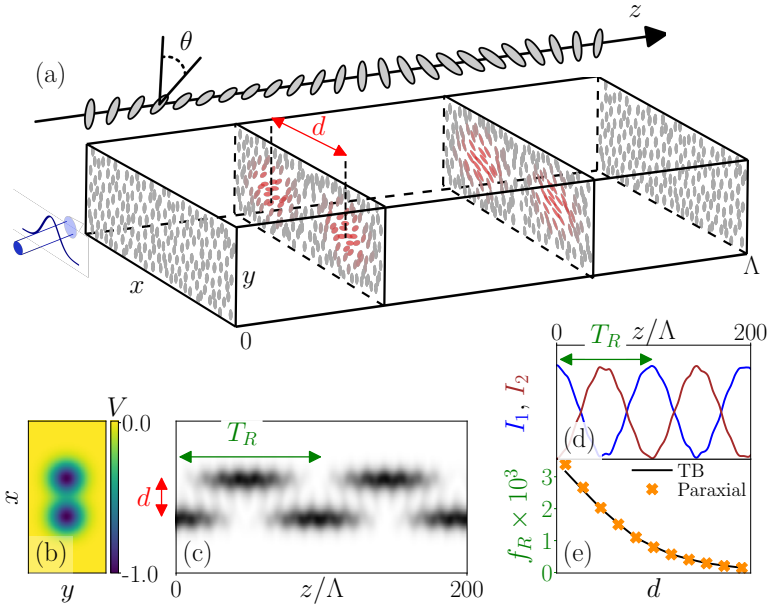 z
θ
(a)
d
x
y
0
Λ
0 z/Λ 200
T_R
I_1, I_2
(d)
V
0.0
-1.0
x
(b)
y
T_R
d
(c)
0 z/Λ 200
f_R × 10^3
3
2
1
0
TB
Paraxial
(e)
d